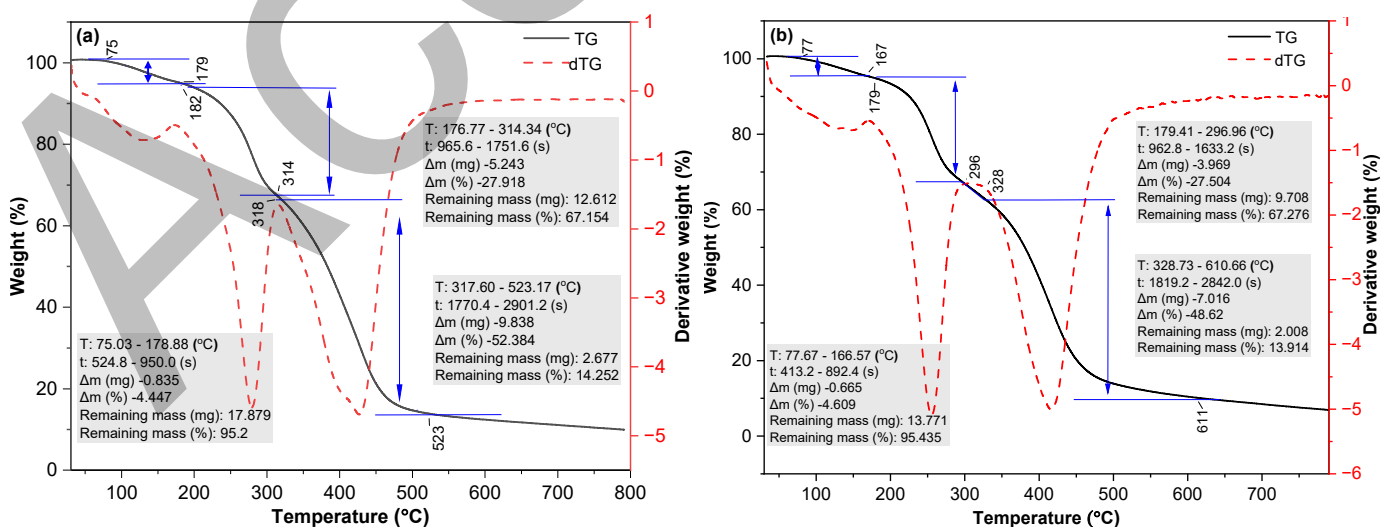 (a)
TG
dTG
75
179
182
314
318
523
T: 176.77 - 314.34 (°C)
t: 965.6 - 1751.6 (s)
Δm (mg) -5.243
Δm (%) -27.918
Remaining mass (mg): 12.612
Remaining mass (%): 67.154
T: 317.60 - 523.17 (°C)
t: 1770.4 - 2901.2 (s)
Δm (mg) -9.838
Δm (%) -52.384
Remaining mass (mg): 2.677
Remaining mass (%): 14.252
T: 75.03 - 178.88 (°C)
t: 524.8 - 950.0 (s)
Δm (mg) -0.835
Δm (%) -4.447
Remaining mass (mg): 17.879
Remaining mass (%): 95.2
Weight (%)
100
80
60
40
20
0
Derivative weight (%)
1
0
−1
−2
−3
−4
−5
100 200 300 400 500 600 700 800
Temperature (°C)
(b)
TG
dTG
77
167
179
296
328
611
T: 179.41 - 296.96 (°C)
t: 962.8 - 1633.2 (s)
Δm (mg) -3.969
Δm (%) -27.504
Remaining mass (mg): 9.708
Remaining mass (%): 67.276
T: 328.73 - 610.66 (°C)
t: 1819.2 - 2842.0 (s)
Δm (mg) -7.016
Δm (%) -48.62
Remaining mass (mg): 2.008
Remaining mass (%): 13.914
T: 77.67 - 166.57 (°C)
t: 413.2 - 892.4 (s)
Δm (mg) -0.665
Δm (%) -4.609
Remaining mass (mg): 13.771
Remaining mass (%): 95.435
Weight (%)
100
80
60
40
20
0
Derivative weight (%)
1
0
−1
−2
−3
−4
−5
−6
100 200 300 400 500 600 700
Temperature (°C)